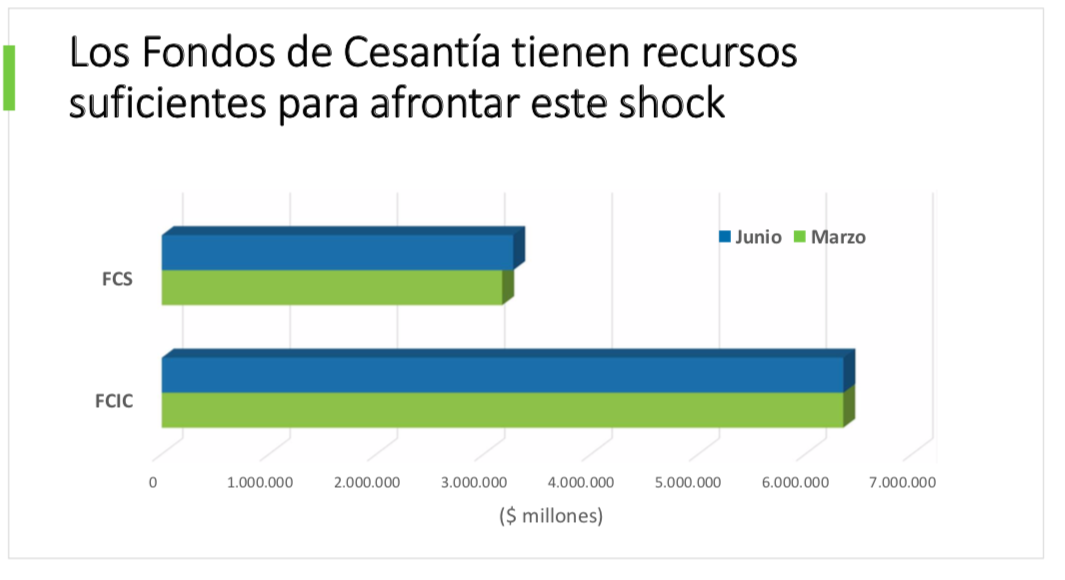 Los Fondos de Cesantía tienen recursos
suficientes para afrontar este shock
Junio Marzo
FCS
FCIC
0 1.000.000 2.000.000 3.000.000 4.000.000 5.000.000 6.000.000 7.000.000
($ millones)